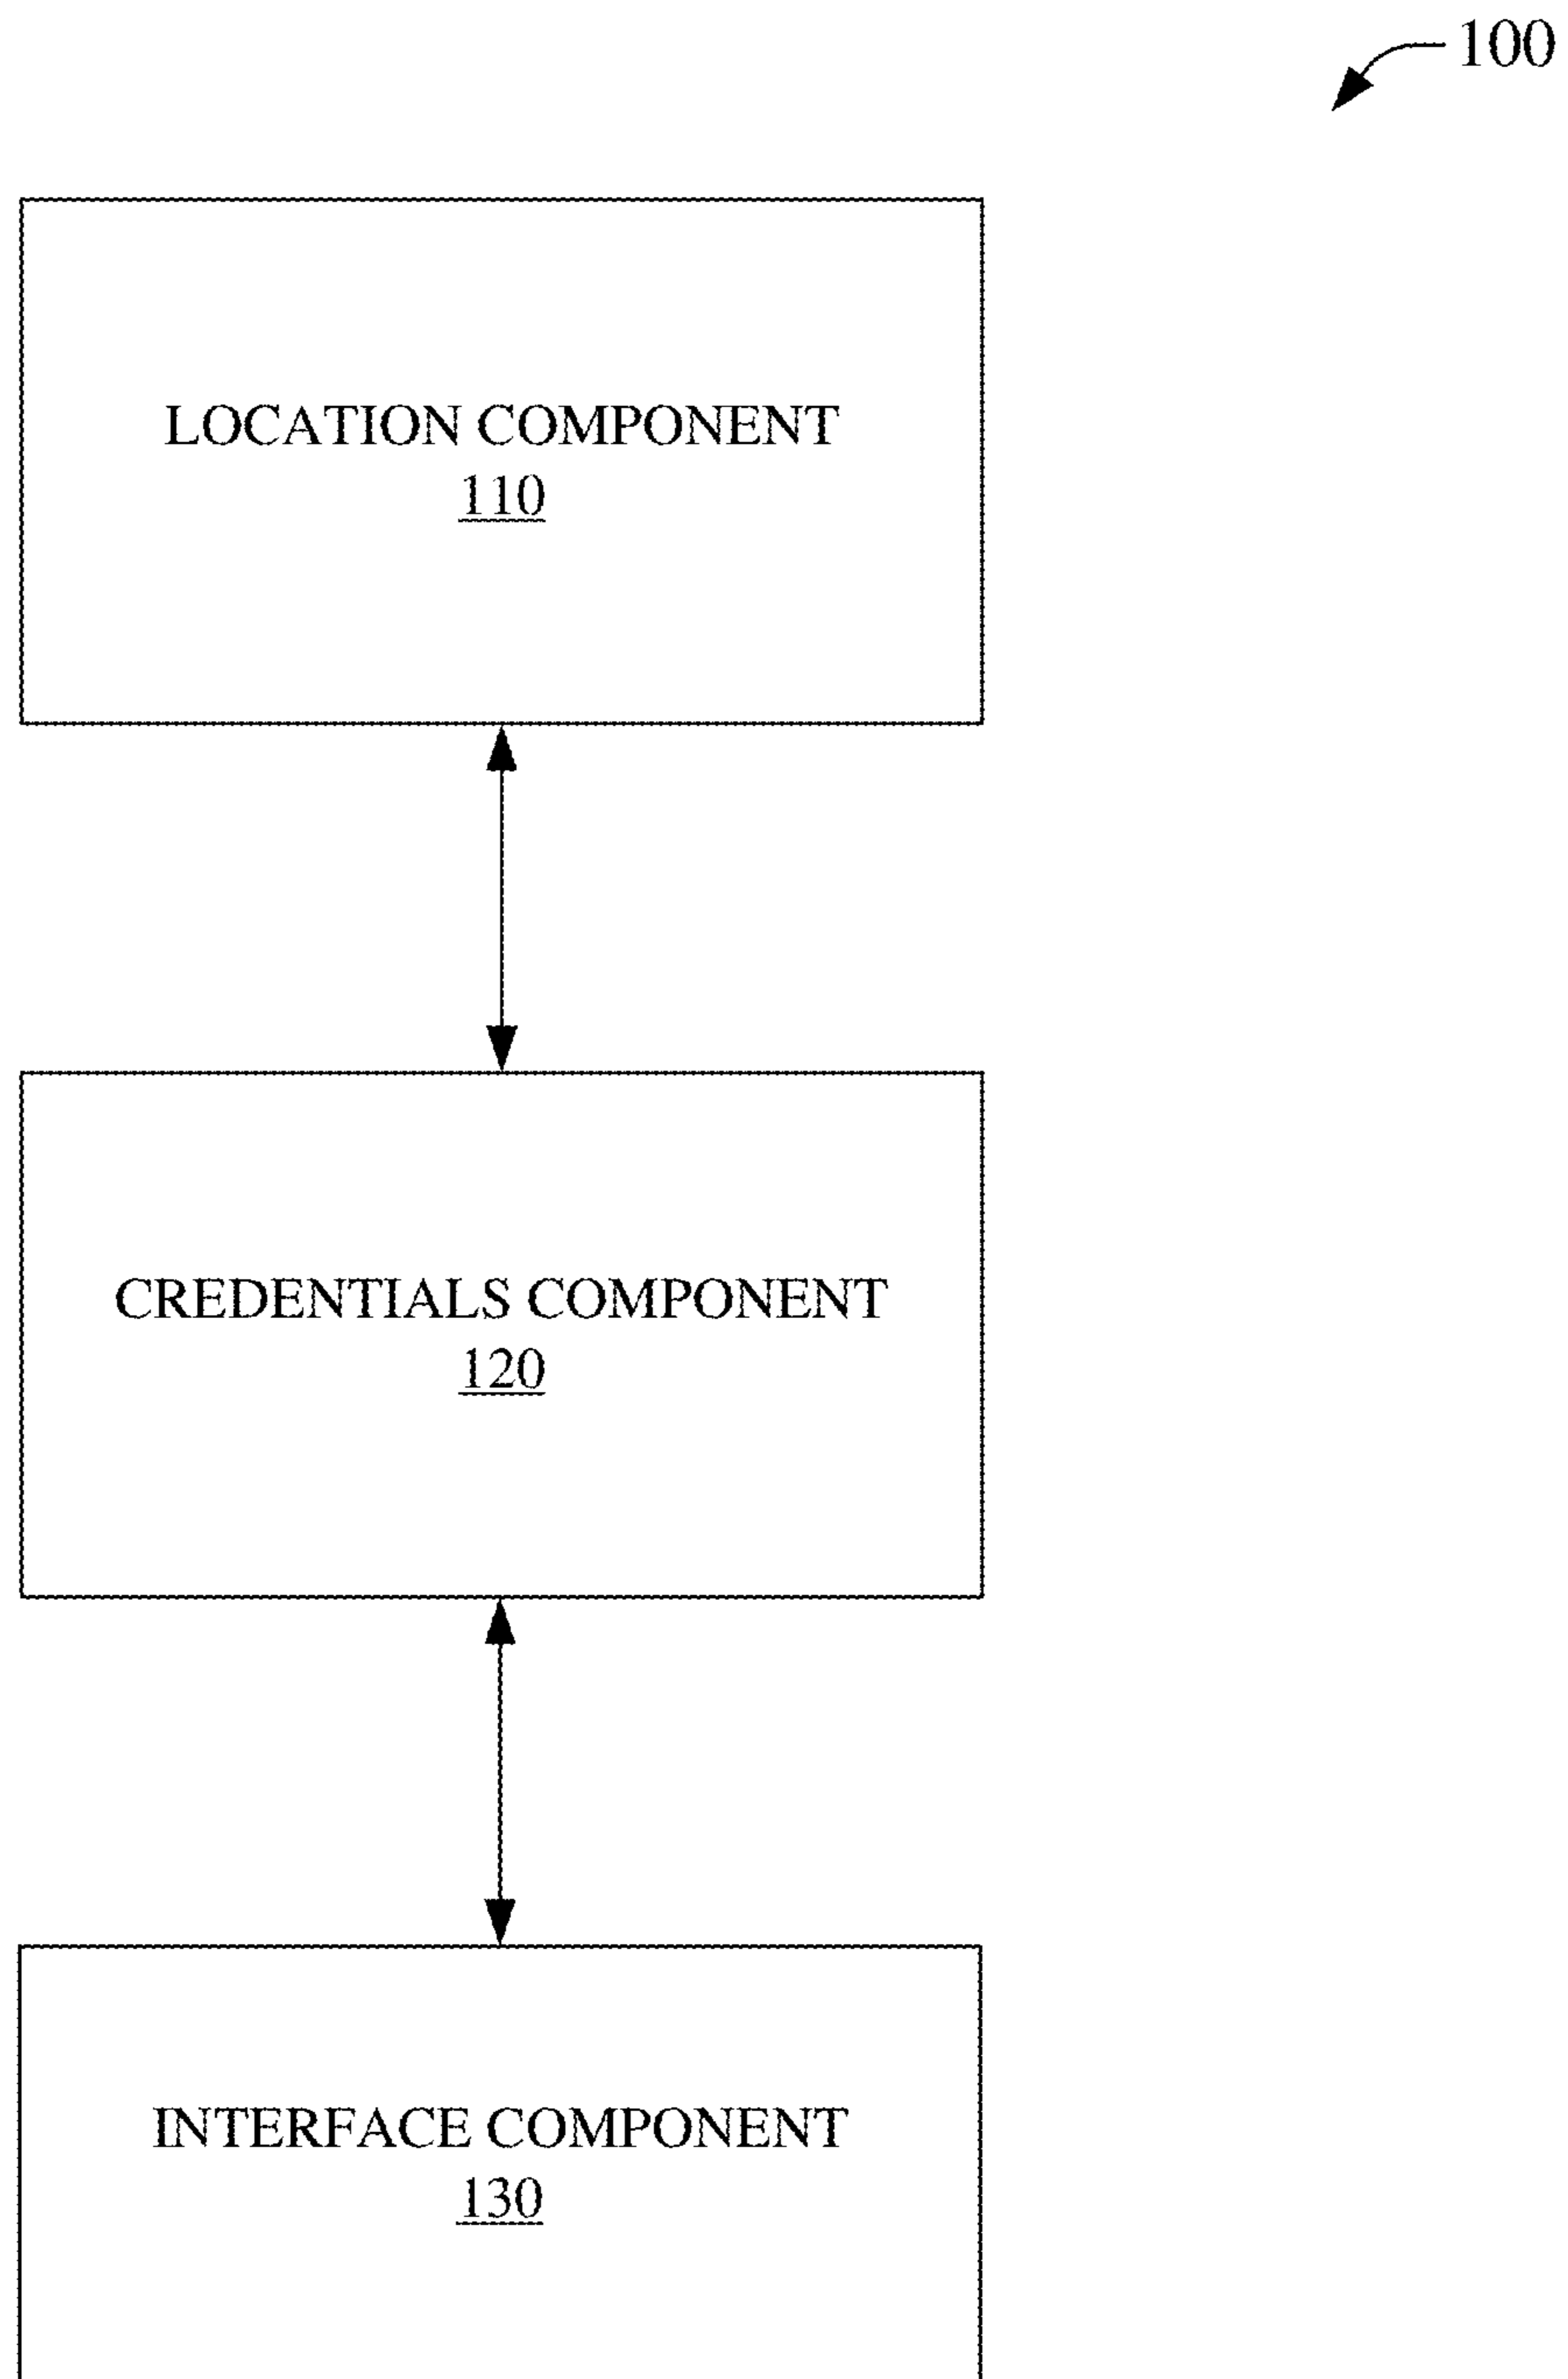 100
LOCATION COMPONENT
110
CREDENTIALS COMPONENT
120
INTERFACE COMPONENT
130